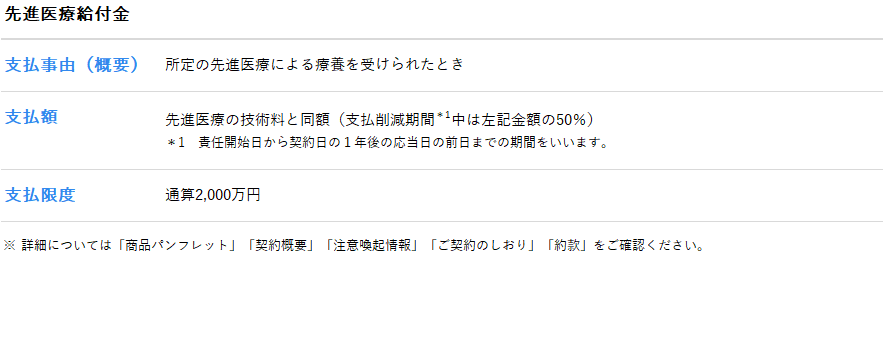 先進医療給付金
支払事由（概要） 所定の先進医療による療養を受けられたとき
支払額 先進医療の技術料と同額（支払削減期間＊1中は左記金額の50％）
＊1　責任開始日から契約日の１年後の応当日の前日までの期間をいいます。
支払限度 通算2,000万円
※ 詳細については「商品パンフレット」「契約概要」「注意喚起情報」「ご契約のしおり」「約款」をご確認ください。